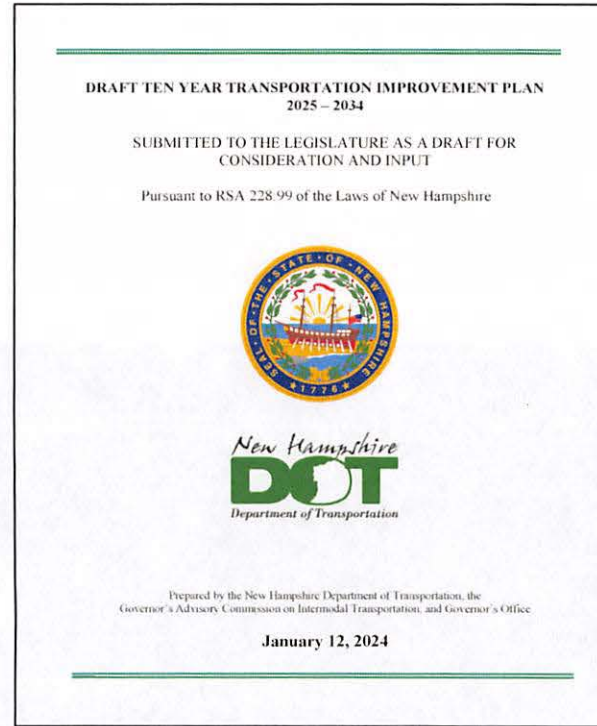 DRAFT TEN YEAR TRANSPORTATION IMPROVEMENT PLAN
2025 – 2034
SUBMITTED TO THE LEGISLATURE AS A DRAFT FOR
CONSIDERATION AND INPUT
Pursuant to RSA 228:99 of the Laws of New Hampshire
SEAL · OF · THE · STATE · OF · NEW HAMPSHIRE
1776
New Hampshire
DOT
Department of Transportation
Prepared by the New Hampshire Department of Transportation, the
Governor's Advisory Commission on Intermodal Transportation, and Governor's Office
January 12, 2024